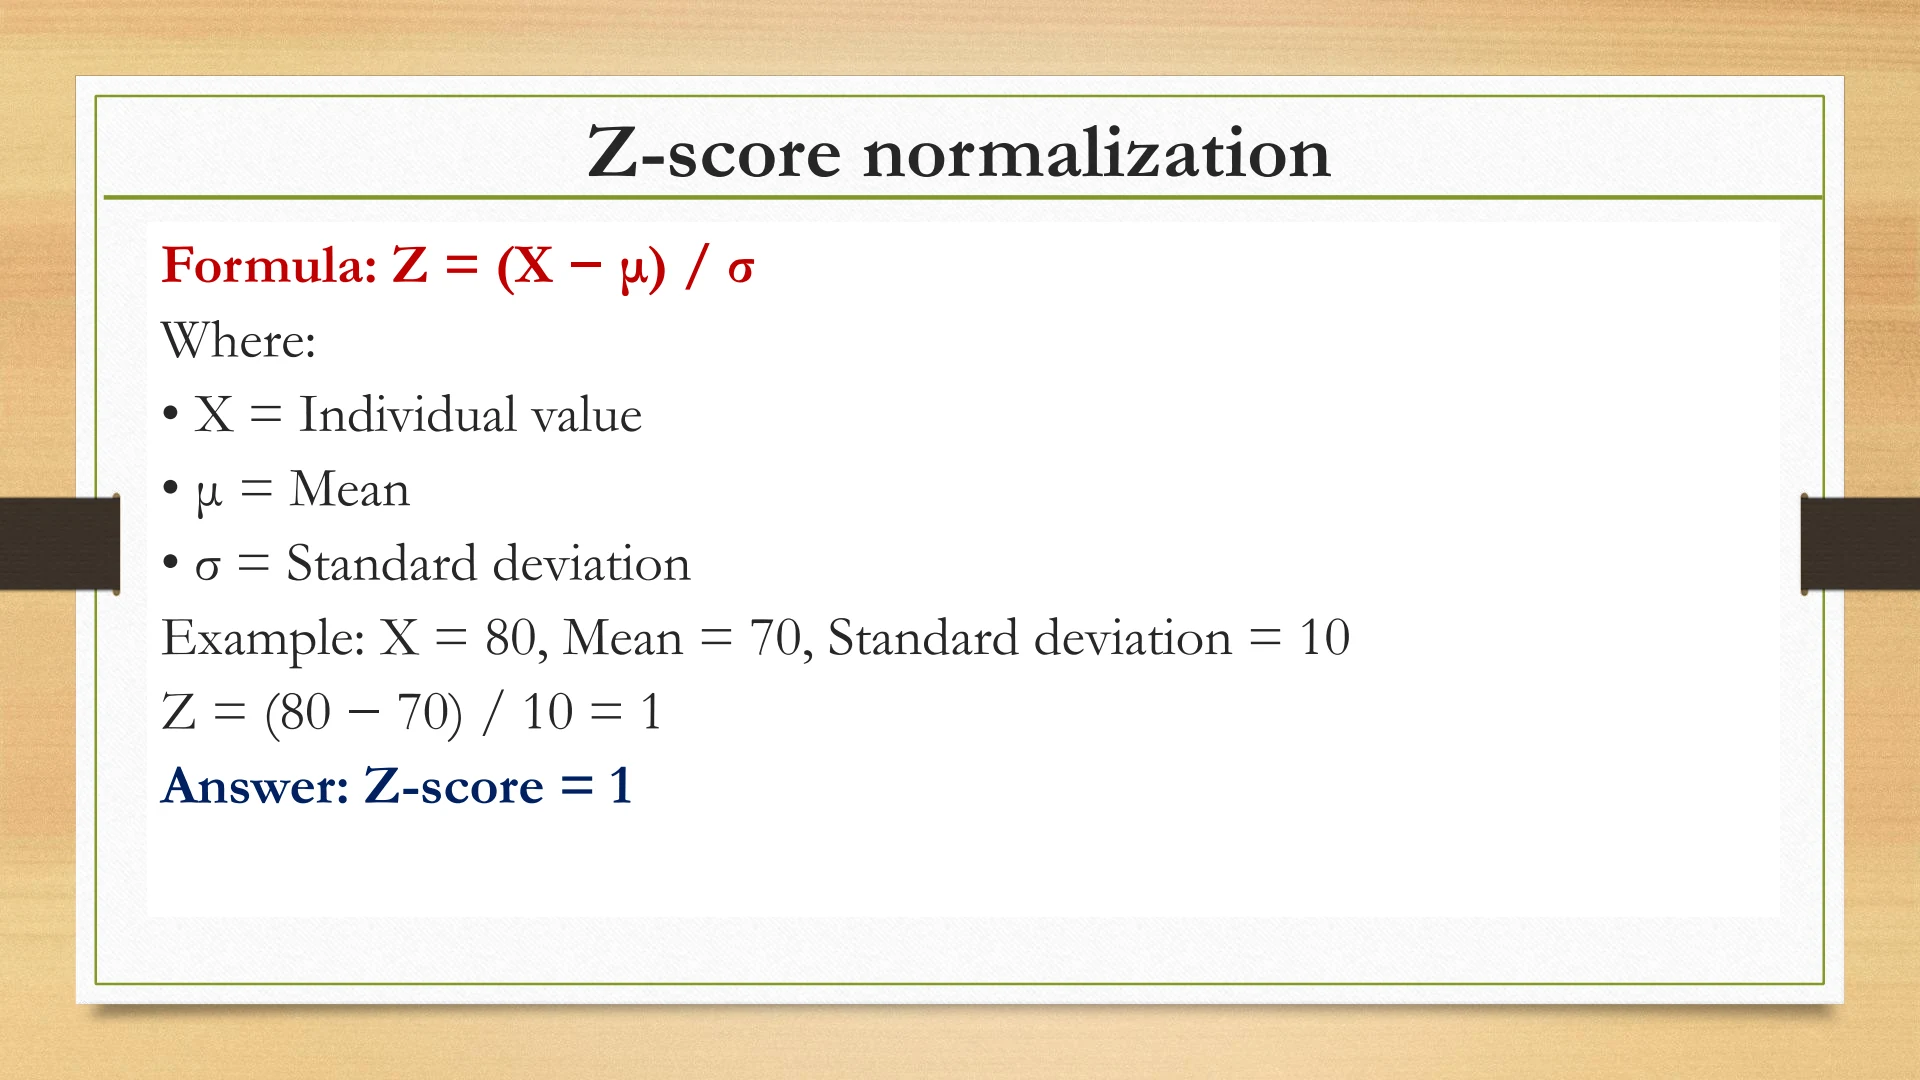 Z-score normalization
Formula: Z = (X − μ) / σ
Where:
• X = Individual value
• μ = Mean
• σ = Standard deviation
Example: X = 80, Mean = 70, Standard deviation = 10
Z = (80 − 70) / 10 = 1
Answer: Z-score = 1